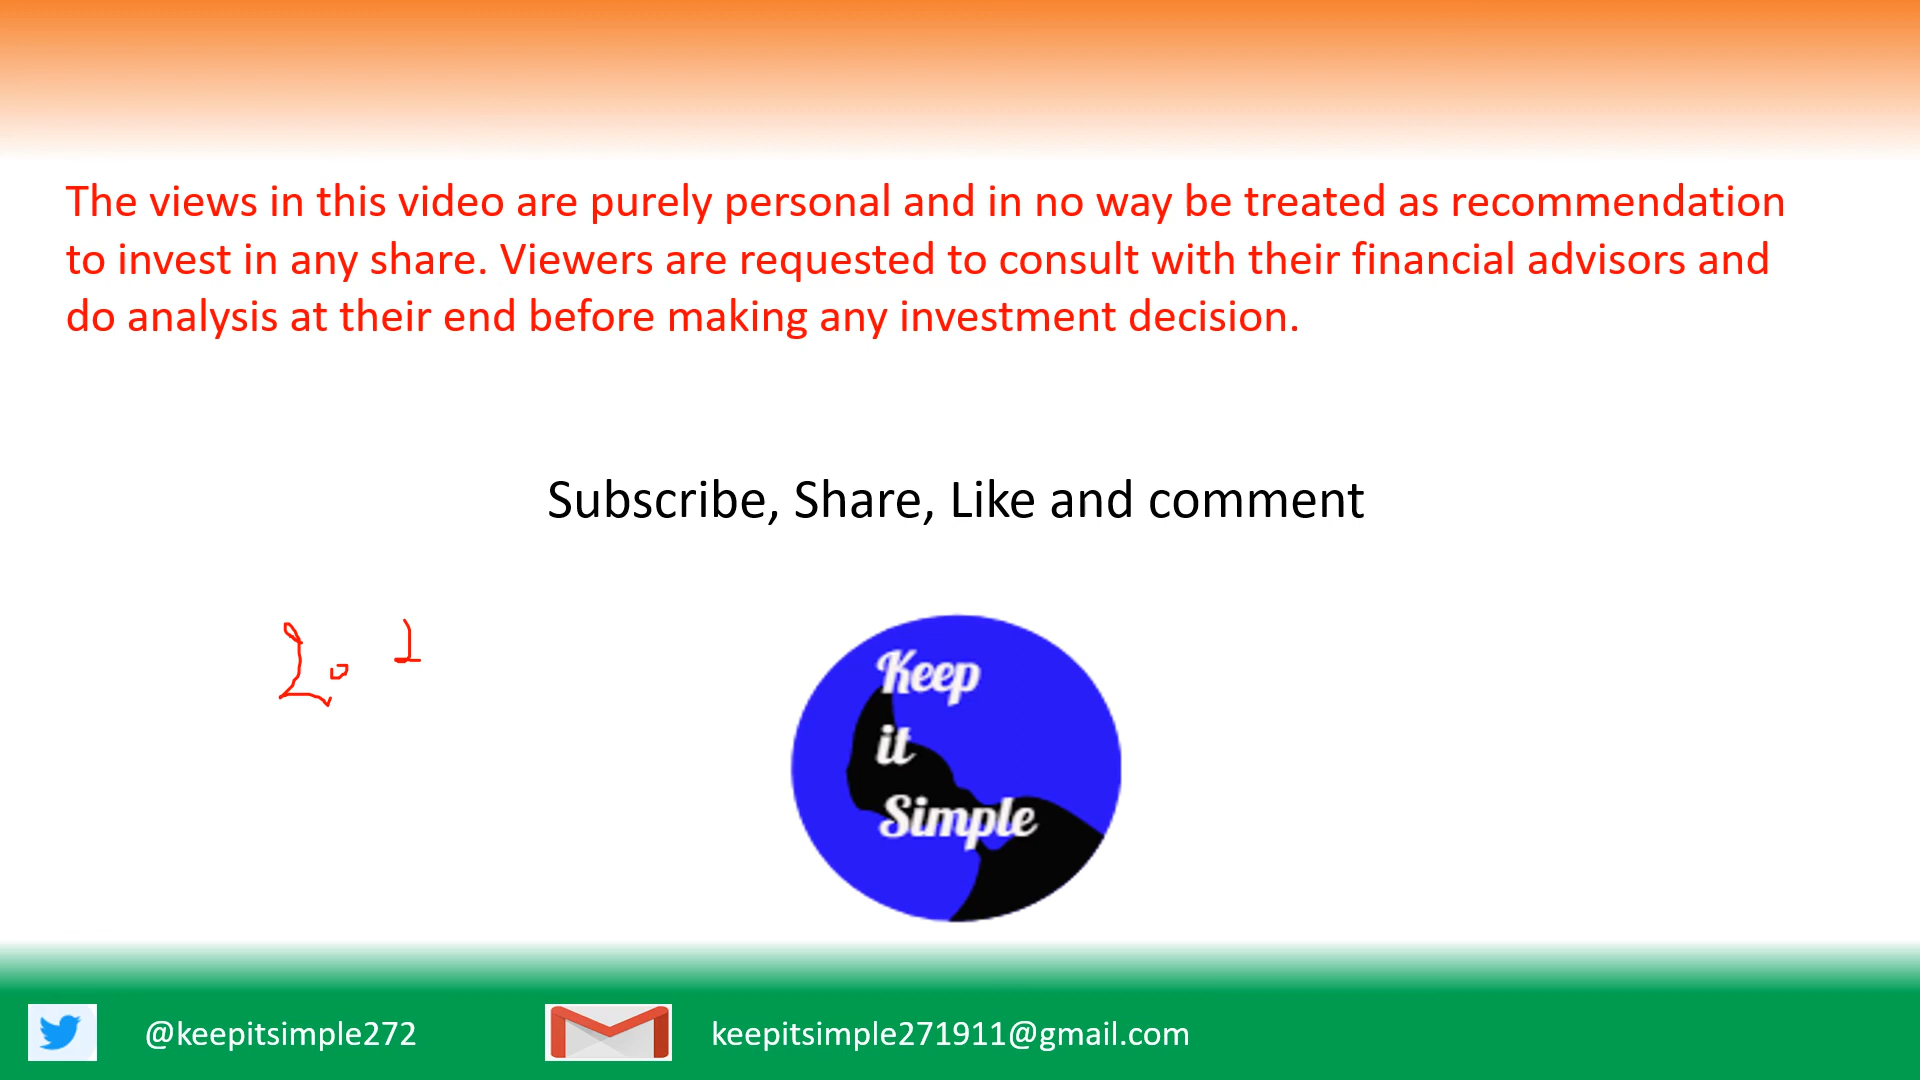 The views in this video are purely personal and in no way be treated as recommendation
to invest in any share. Viewers are requested to consult with their financial advisors and
do analysis at their end before making any investment decision.
Subscribe, Share, Like and comment
Keep
it
Simple
@keepitsimple272
keepitsimple271911@gmail.com